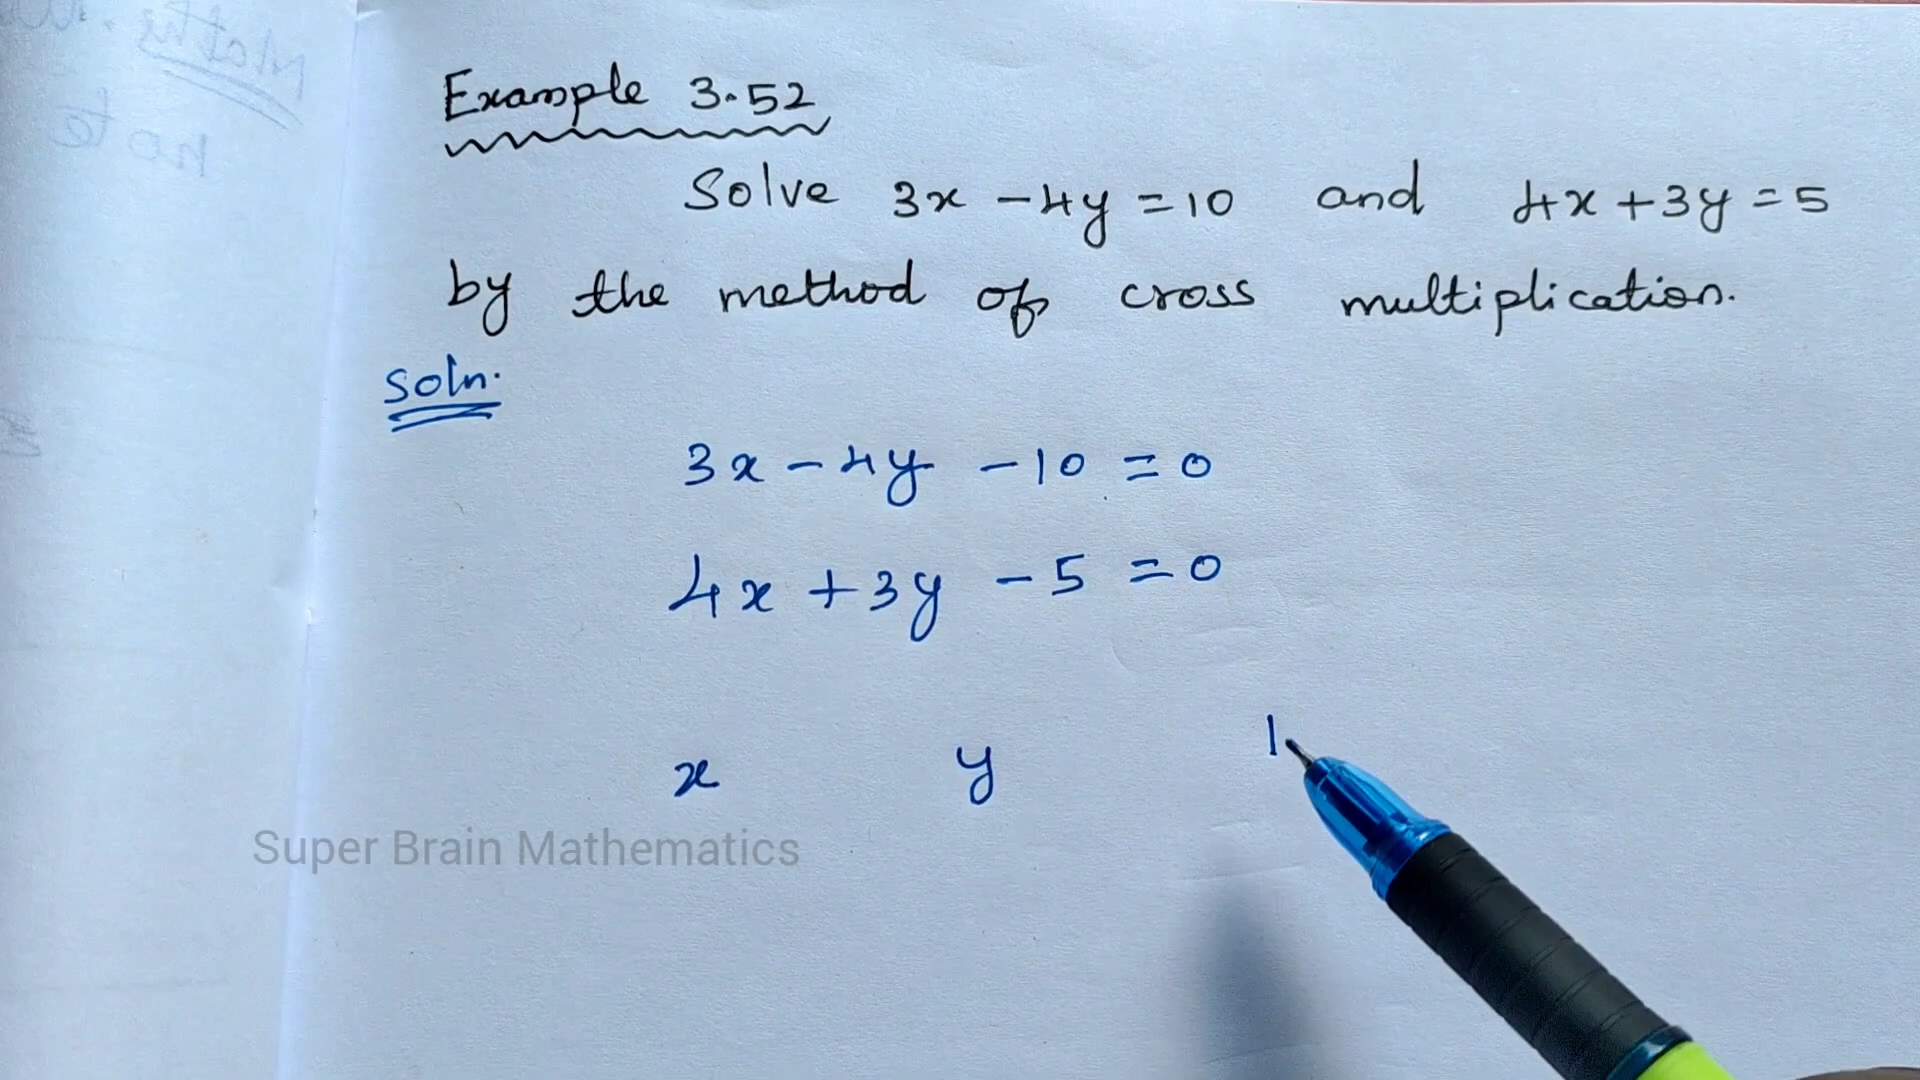 Example 3.52
Solve 3x - 4y = 10 and 4x + 3y = 5
by the method of cross multiplication.
Soln.
3x - 4y - 10 = 0
4x + 3y - 5 = 0
x y 1
Super Brain Mathematics